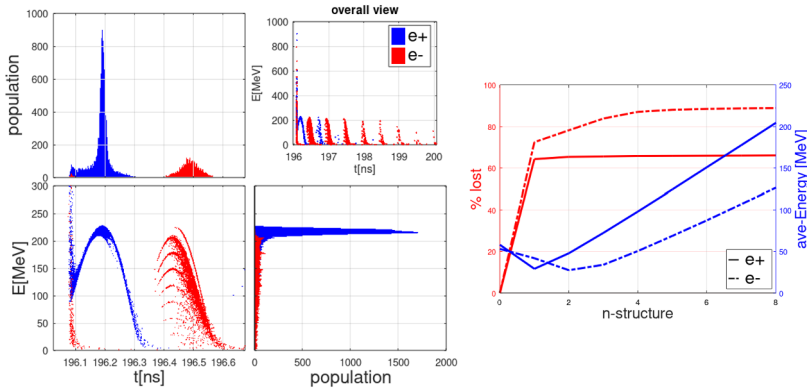 overall view
1000
800
600
400
200
0
population
1000
800
600
400
200
0
E[MeV]
e+
e-
196 197 198 199 200
t[ns]
300
250
200
150
100
50
0
E[MeV]
196.1 196.2 196.3 196.4 196.5 196.6
t[ns]
0 500 1000 1500 2000
population
100
80
60
40
20
0
% lost
250
200
150
100
50
0
ave-Energy [MeV]
e+
e-
0 2 4 6 8
n-structure